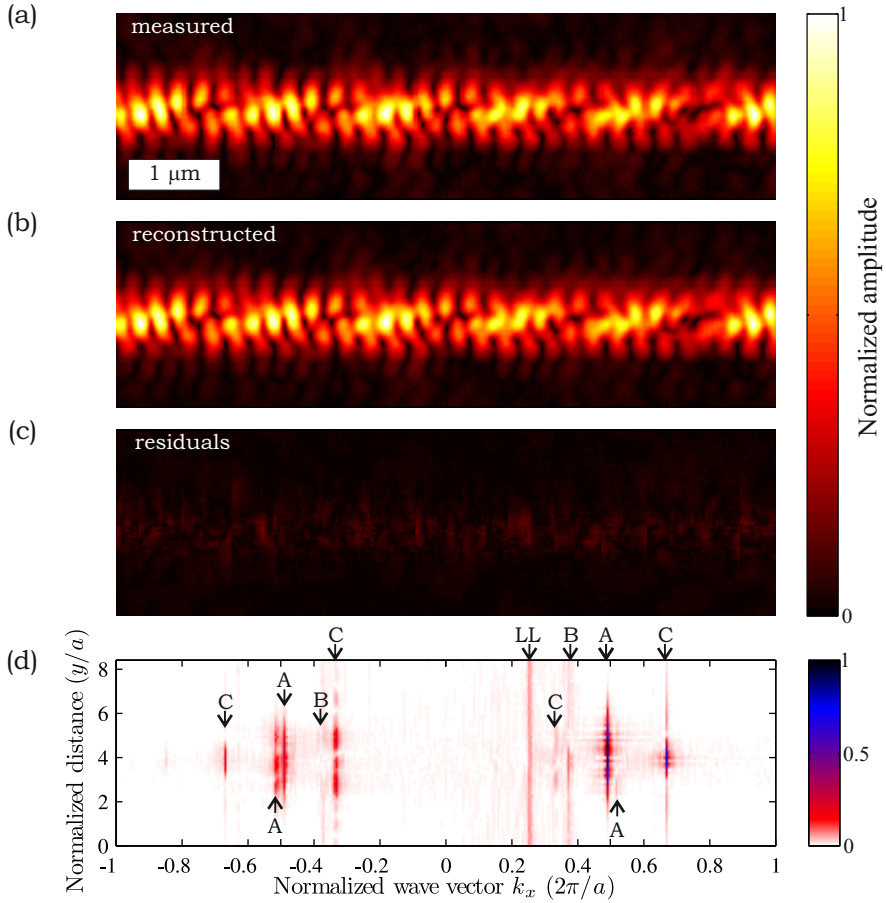 (a)
measured
1 μm
(b)
reconstructed
(c)
residuals
1
Normalized amplitude
0
(d)
C
LL
B
A
C
A
C
B
C
A
A
Normalized distance (y/a)
8
6
4
2
0
-1
-0.8
-0.6
-0.4
-0.2
0
0.2
0.4
0.6
0.8
1
Normalized wave vector kₓ (2π/a)
1
0.5
0